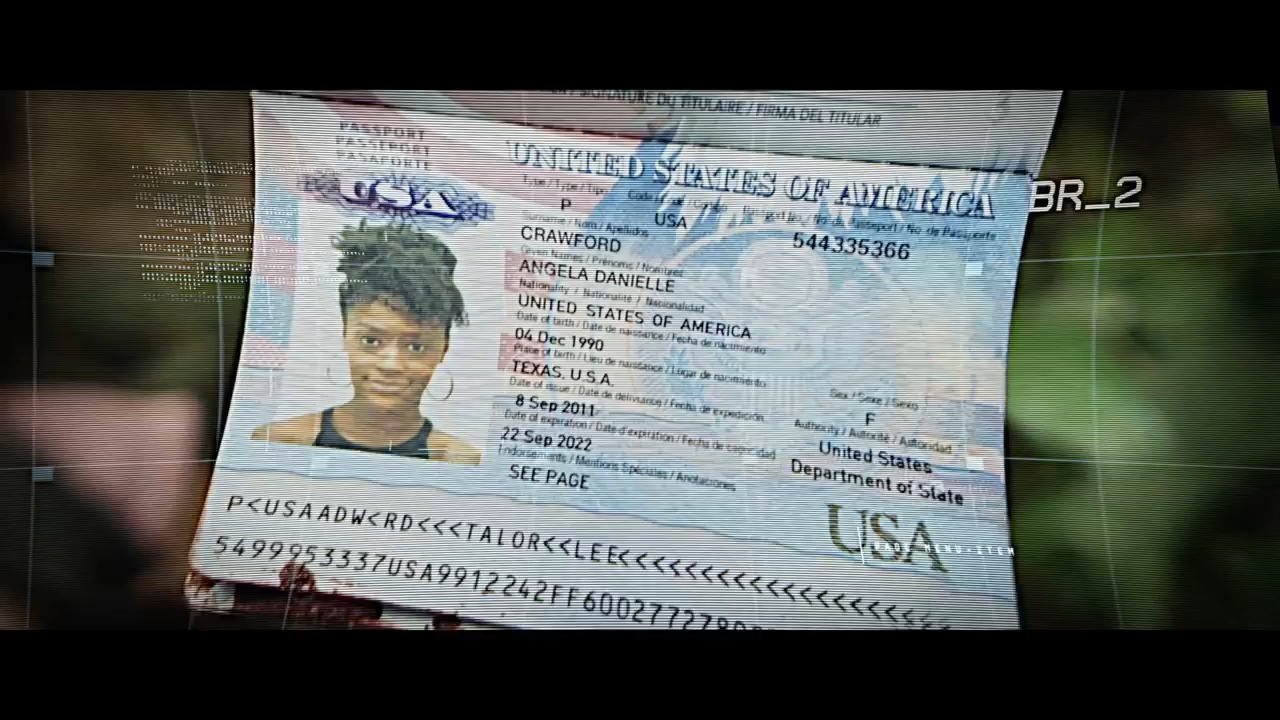 SIGNATURE DU TITULAIRE / FIRMA DEL TITULAR
PASSPORT
PASSEPORT
PASAPORTE
USA
UNITED STATES OF AMERICA
BR_2
Type / Type / Tipo
P
USA
544335366
Surname / Nom / Apellidos
CRAWFORD
Given Names / Prénoms / Nombres
ANGELA DANIELLE
Nationality / Nationalité / Nacionalidad
UNITED STATES OF AMERICA
Date of birth / Date de naissance / Fecha de nacimiento
04 Dec 1990
Place of birth / Lieu de naissance / Lugar de nacimiento
TEXAS, U.S.A.
Date of issue / Date de delivrance / Fecha de expedición
8 Sep 2011
Date of expiration / Date d'expiration / Fecha de caducidad
22 Sep 2022
Endorsements / Mentions Spéciales / Anotaciones
SEE PAGE
Sex / Sexe / Sexo
F
Authority / Autorité / Autoridad
United States
Department of State
USA
P<USAADW<RD<<<TALOR<<LEE<<<<<<<<<<<<<<<<<<<<
5499953337USA9912242FF6002777278